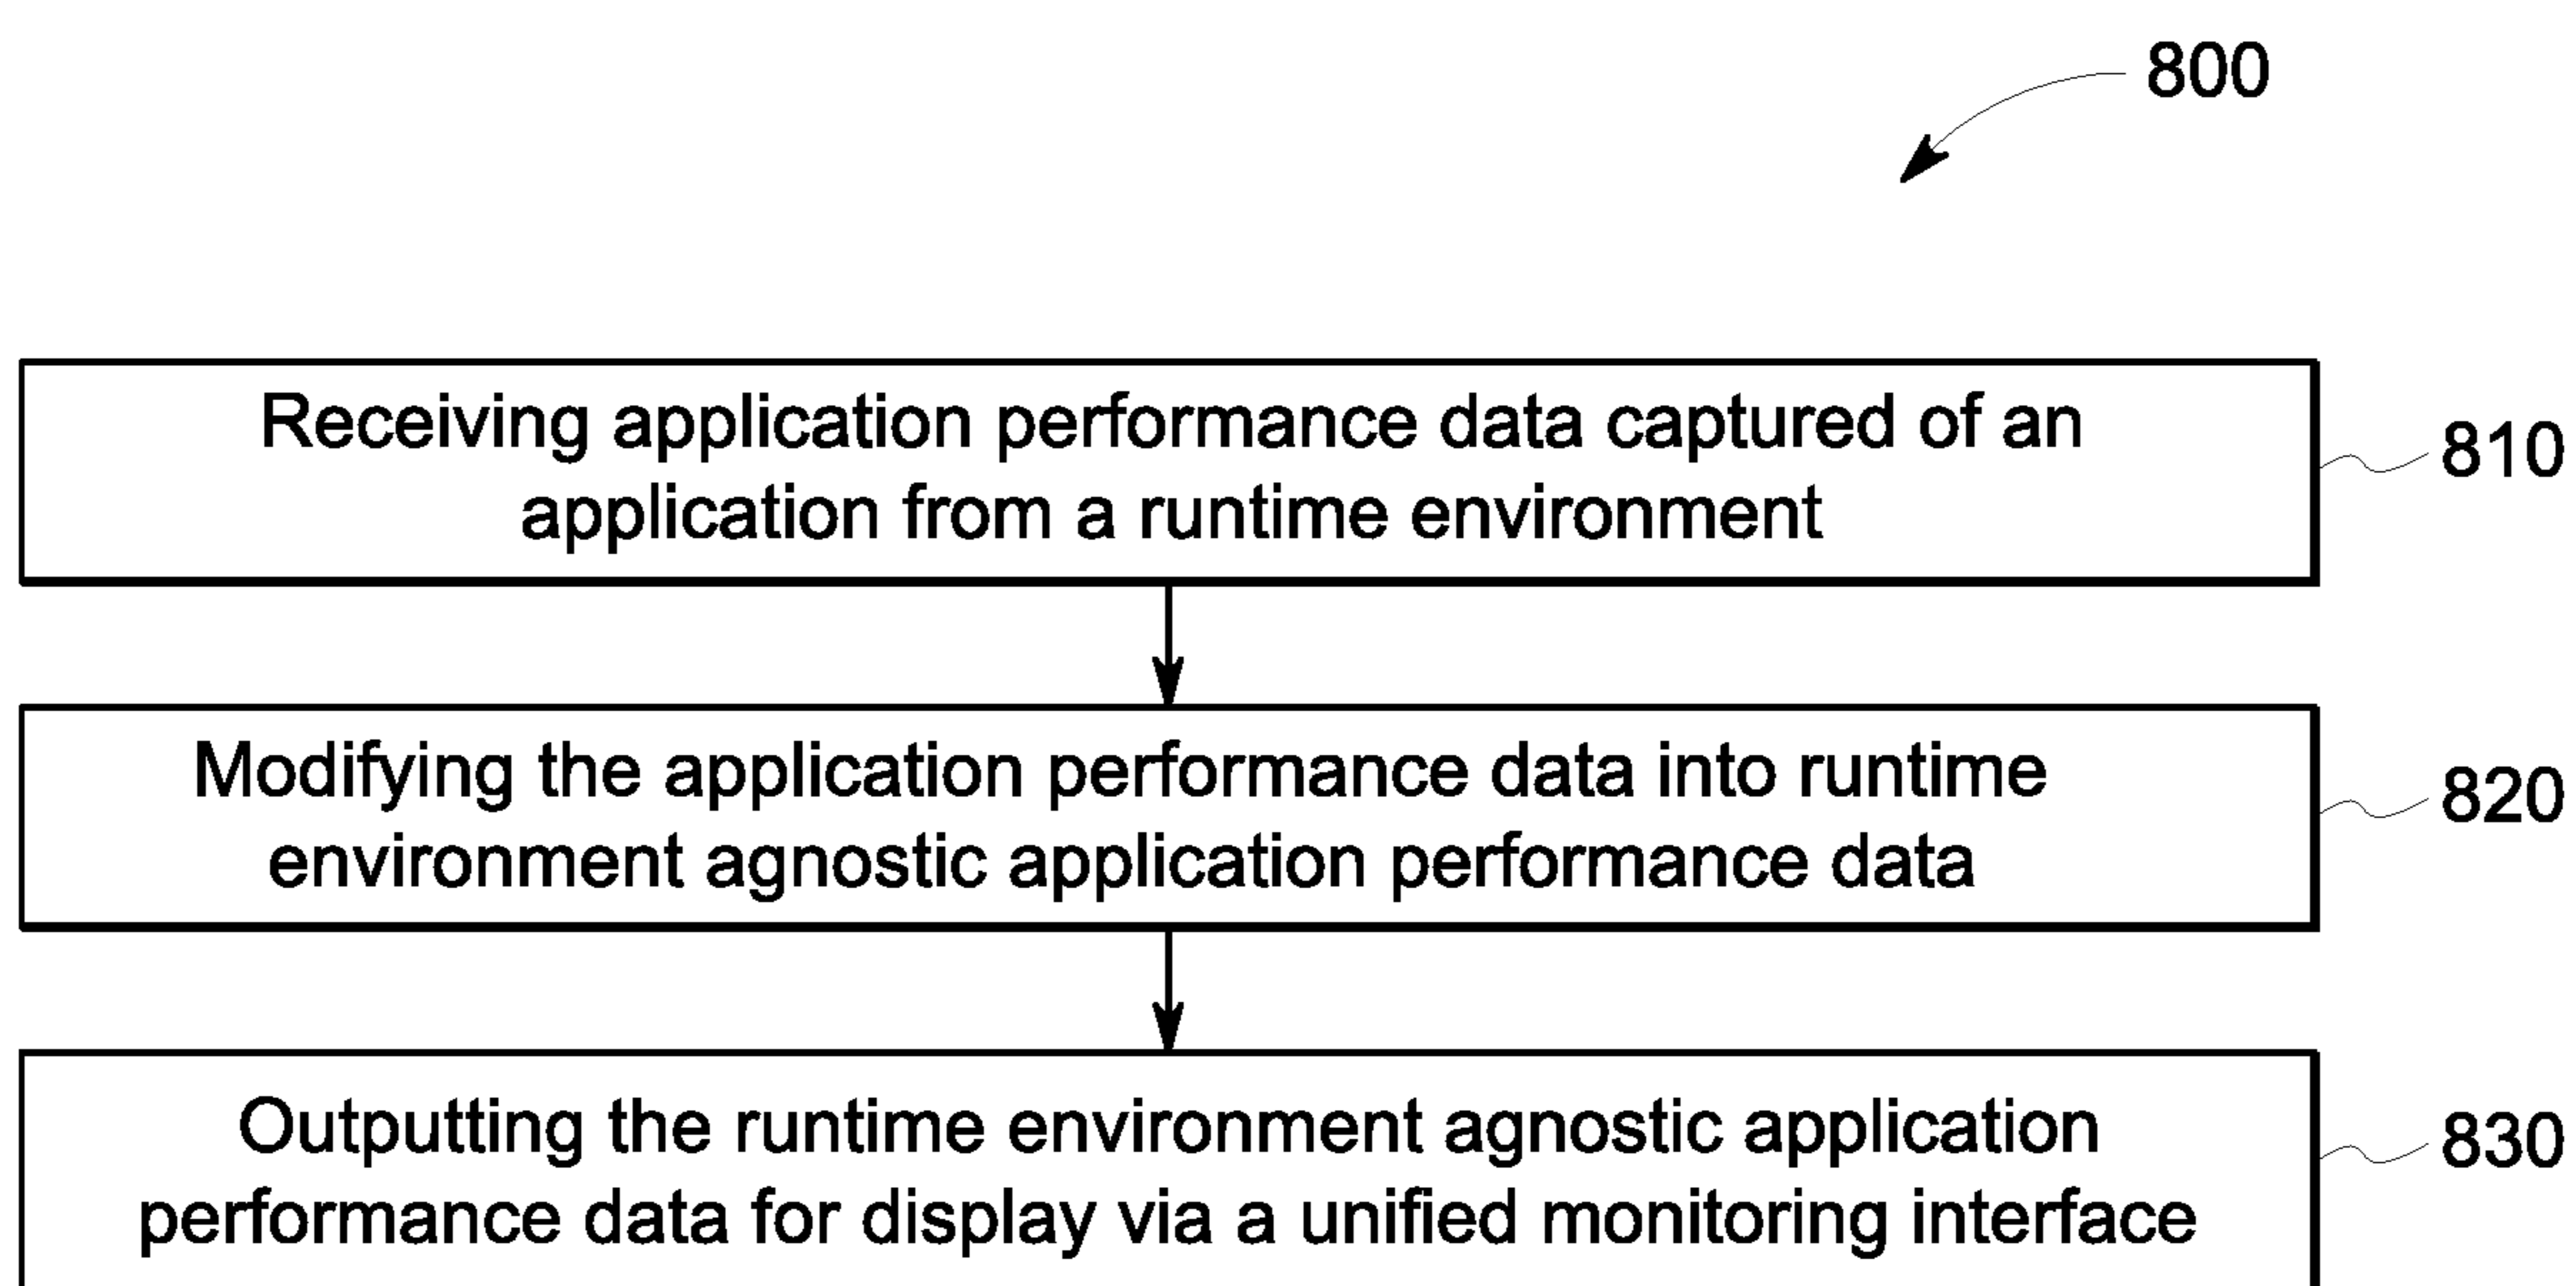 800
Receiving application performance data captured of an
application from a runtime environment
810
Modifying the application performance data into runtime
environment agnostic application performance data
820
Outputting the runtime environment agnostic application
performance data for display via a unified monitoring interface
830